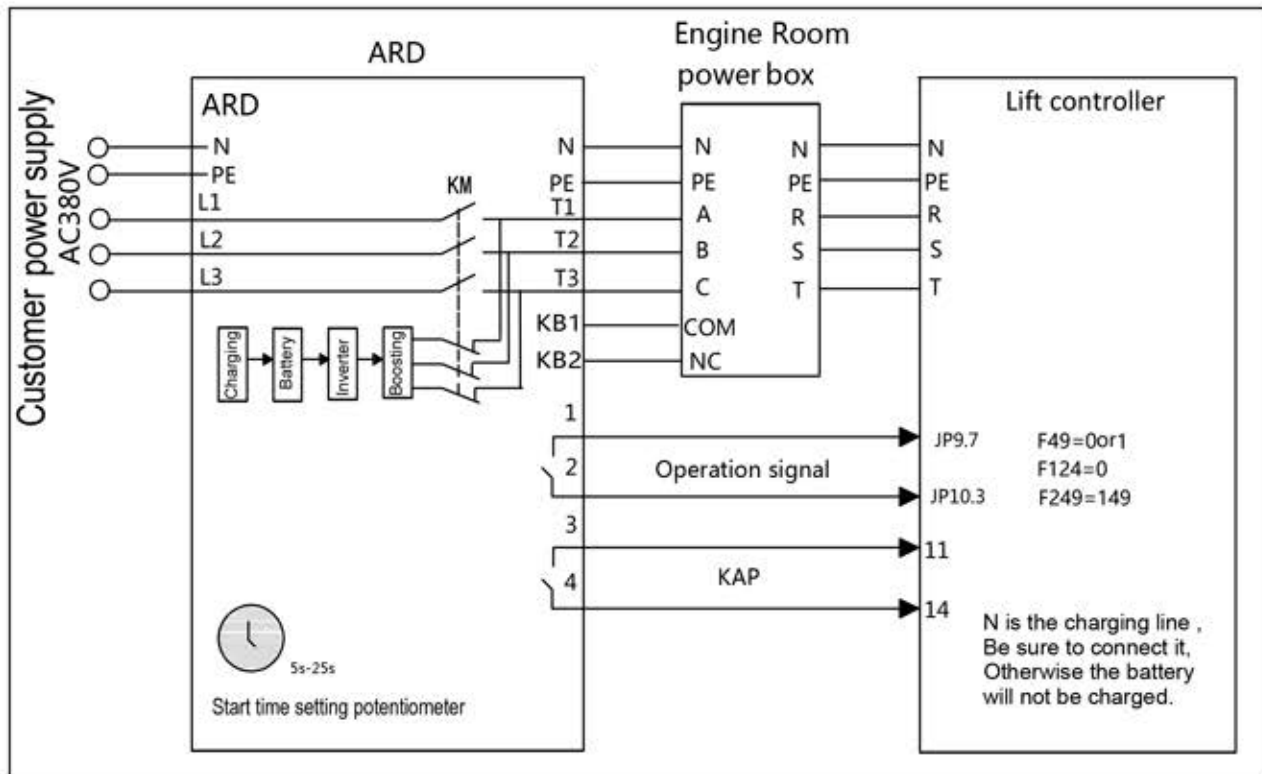 Customer power supply
AC380V
ARD
ARD
N
PE
L1
L2
L3
KM
N
PE
T1
T2
T3
KB1
KB2
Charging
Battery
Inverter
Boosting
1
2
3
4
5s-25s
Start time setting potentiometer
Engine Room
power box
N
PE
A
B
C
COM
NC
N
PE
R
S
T
Operation signal
KAP
Lift controller
N
PE
R
S
T
JP9.7
F49=0or1
F124=0
JP10.3
F249=149
11
14
N is the charging line ,
Be sure to connect it,
Otherwise the battery
will not be charged.